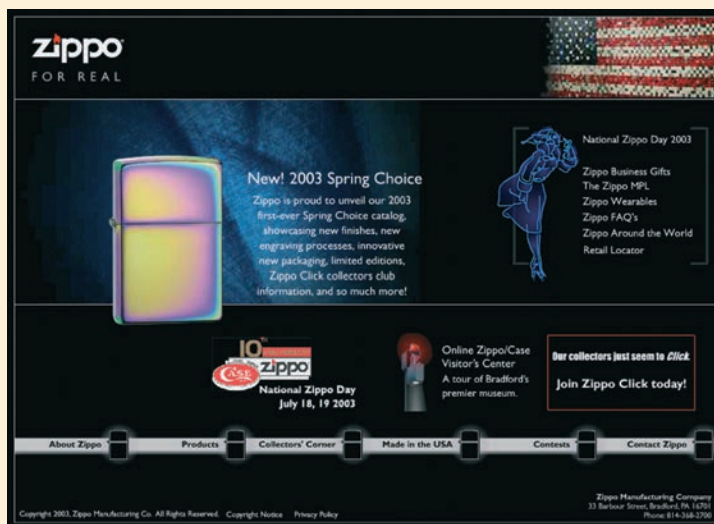 zippo
FOR REAL
New! 2003 Spring Choice
Zippo is proud to unveil our 2003
first-ever Spring Choice catalog,
showcasing new finishes, new
engraving processes, innovative
new packaging, limited editions,
Zippo Click collectors club
information, and so much more!
National Zippo Day 2003
Zippo Business Gifts
The Zippo MPL
Zippo Wearables
Zippo FAQ's
Zippo Around the World
Retail Locator
10th
CASE
zippo
National Zippo Day
July 18, 19 2003
Online Zippo/Case
Visitor's Center
A tour of Bradford's
premier museum.
Our collectors just seem to Click.
Join Zippo Click today!
About Zippo
Products
Collectors' Corner
Made in the USA
Contests
Contact Zippo
Zippo Manufacturing Company
33 Barbour Street, Bradford, PA 16701
Phone: 814-368-2700
Copyright 2003, Zippo Manufacturing Co. All Rights Reserved. Copyright Notice Privacy Policy